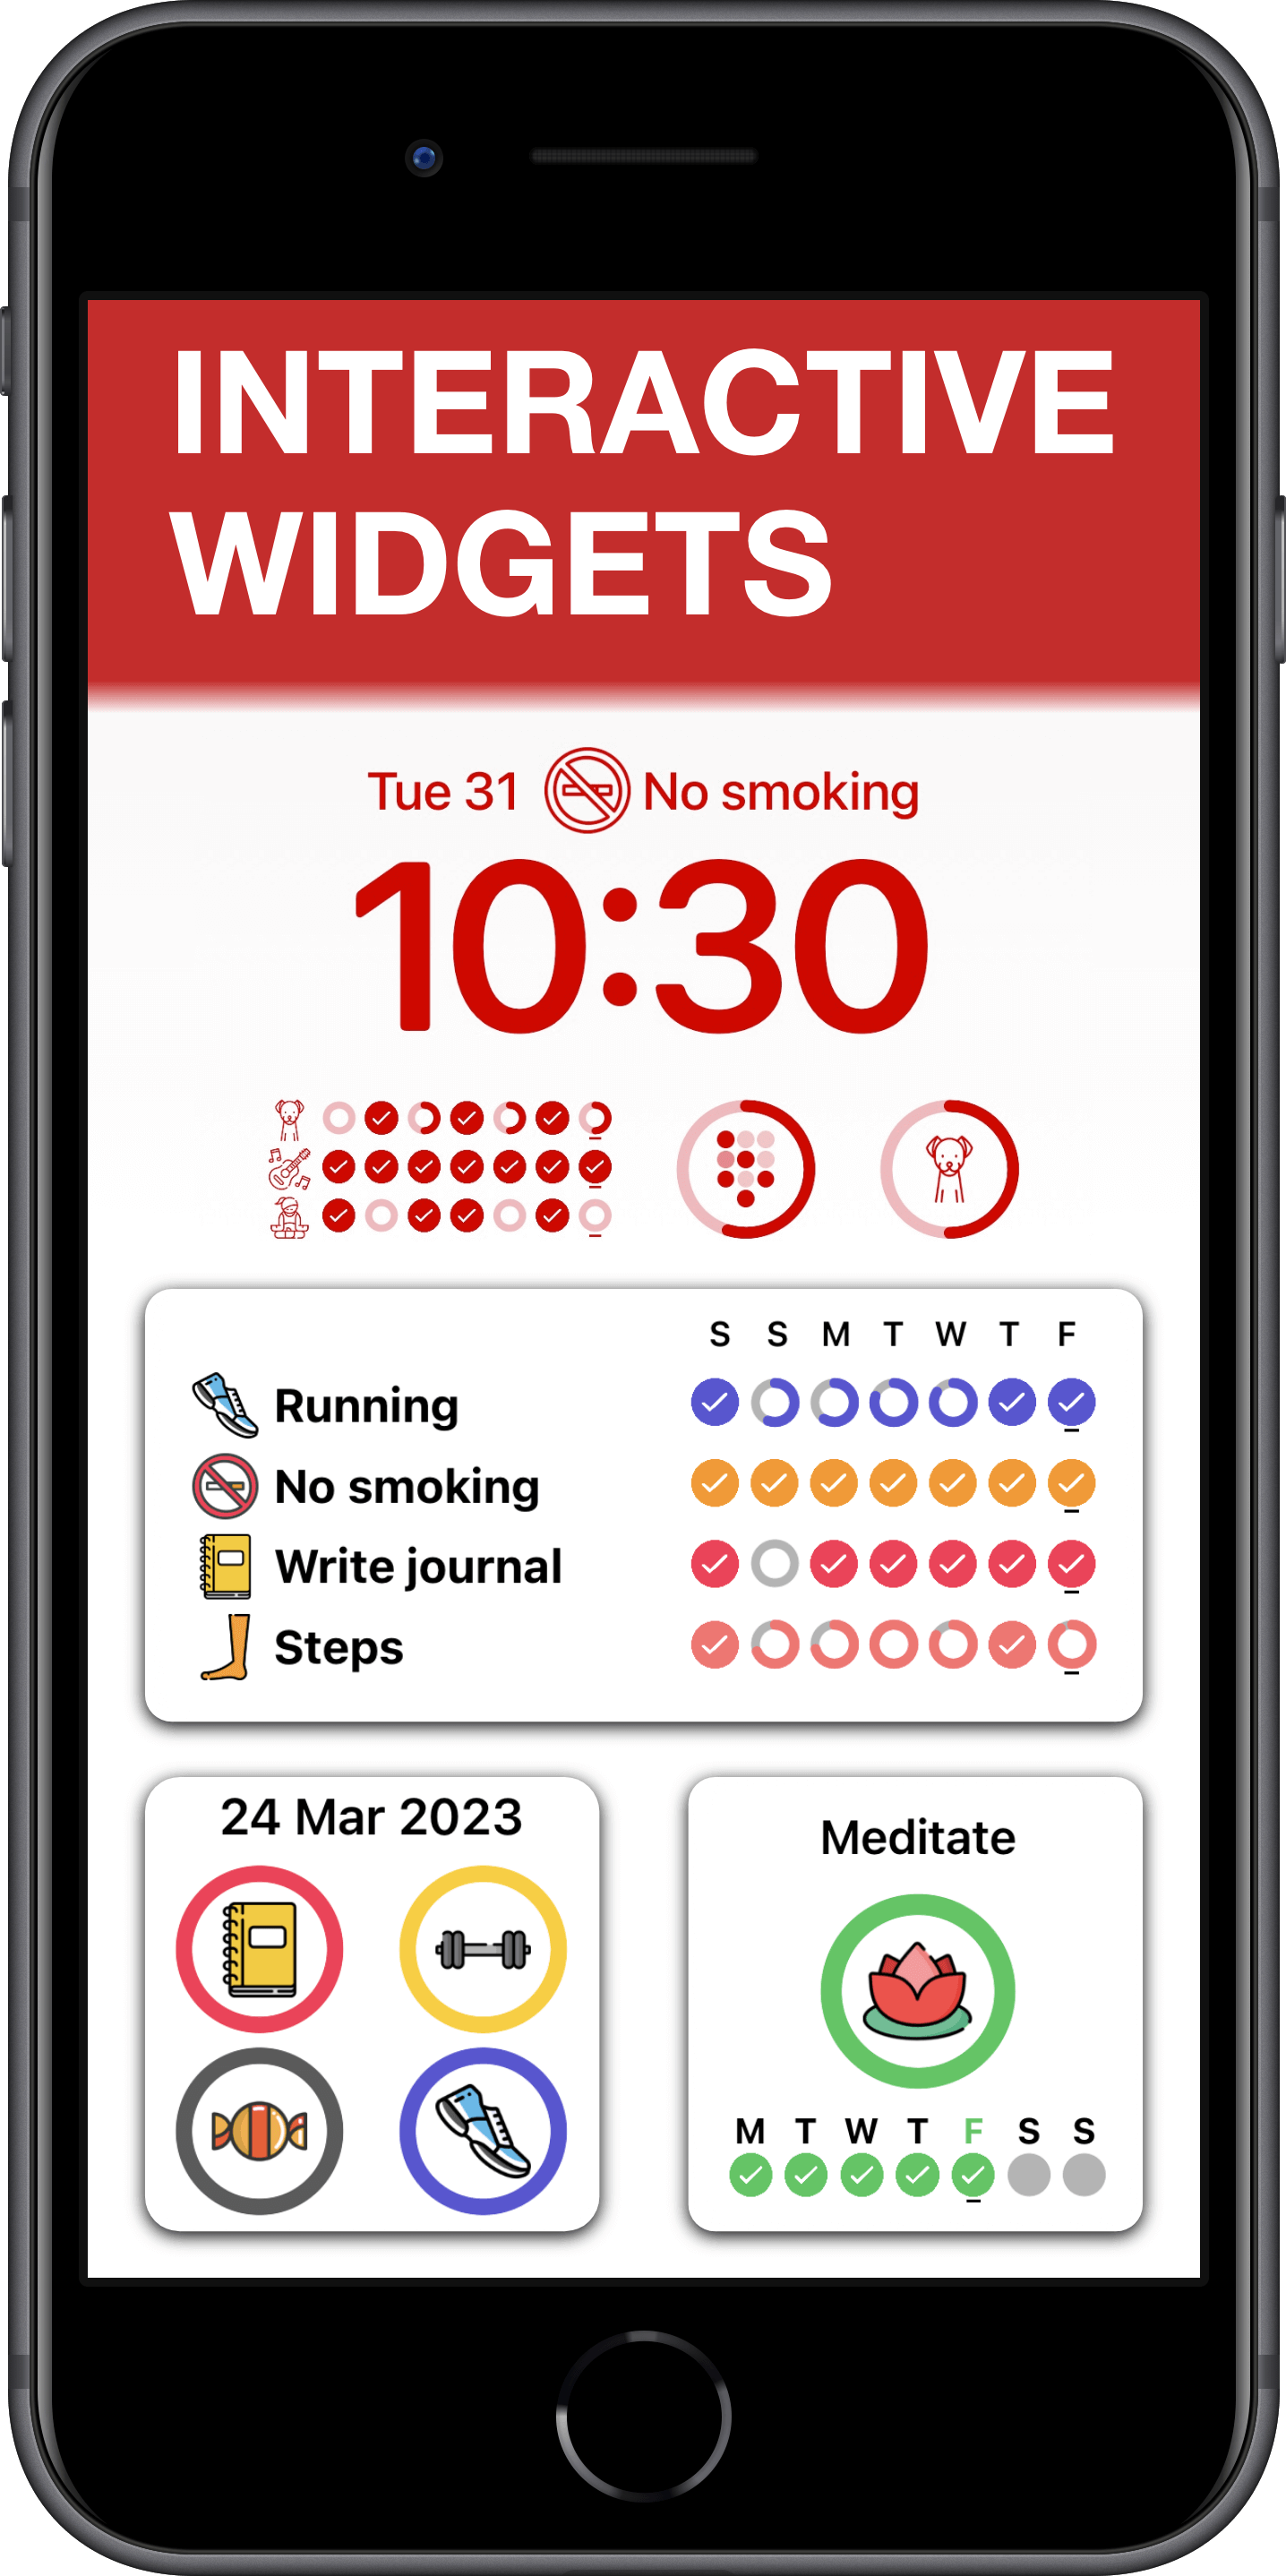 INTERACTIVE
WIDGETS
Tue 31 No smoking
10:30
S S M T W T F
Running
No smoking
Write journal
Steps
24 Mar 2023
Meditate
M T W T F S S